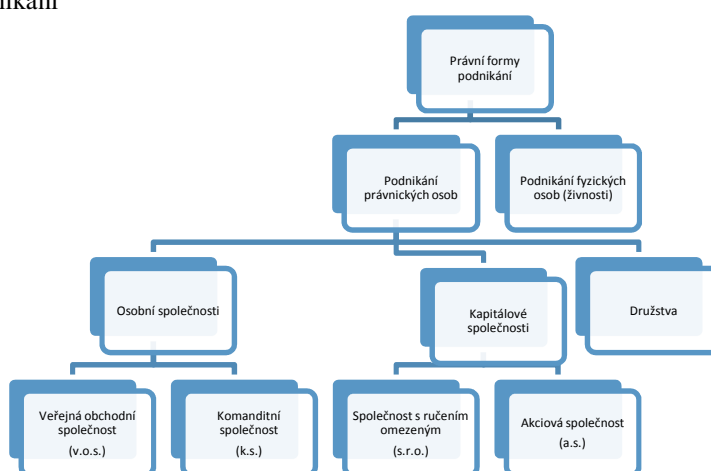 Právní formy
podnikání
Podnikání
právnických osob
Podnikání fyzických
osob (živnosti)
Osobní společnosti
Kapitálové
společnosti
Družstva
Veřejná obchodní
společnost
(v.o.s.)
Komanditní
společnost
(k.s.)
Společnost s ručením
omezeným
(s.r.o.)
Akciová společnost
(a.s.)